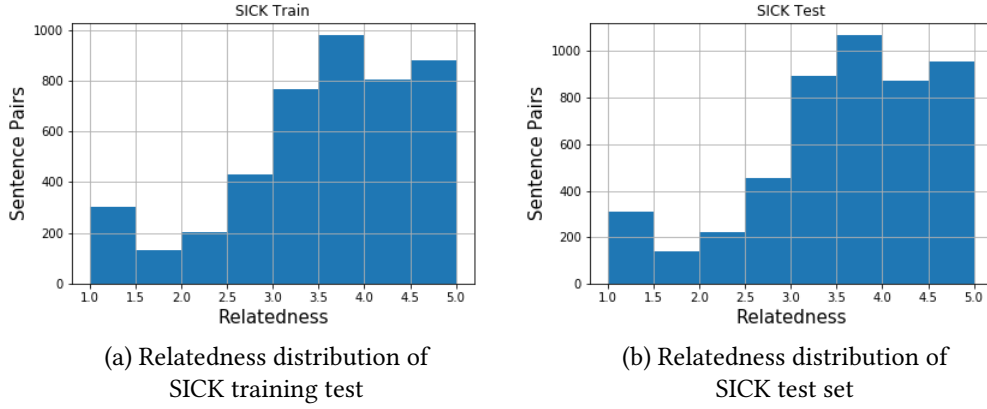 SICK Train
1000
800
600
400
200
0
Sentence Pairs
1.0 1.5 2.0 2.5 3.0 3.5 4.0 4.5 5.0
Relatedness
(a) Relatedness distribution of
SICK training test
SICK Test
1000
800
600
400
200
0
Sentence Pairs
1.0 1.5 2.0 2.5 3.0 3.5 4.0 4.5 5.0
Relatedness
(b) Relatedness distribution of
SICK test set